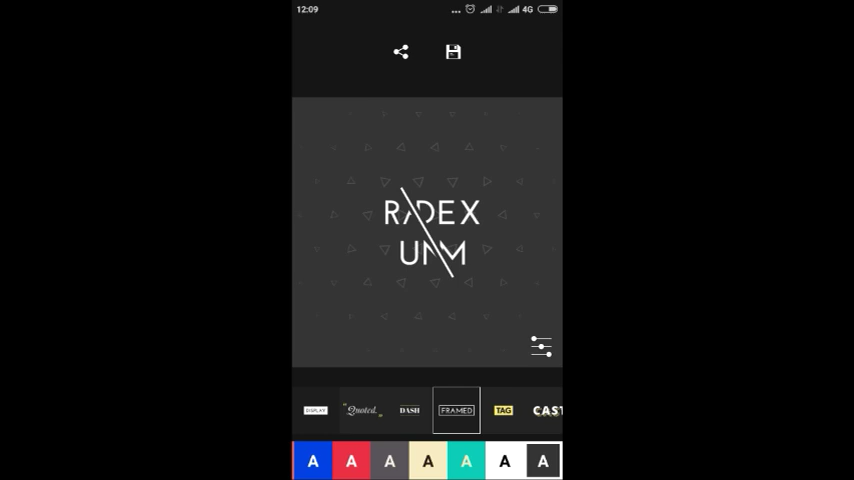 12:09
... 4G
RADEX
UNM
DISPLAY
"Quoted."
DASH
FRAMED
TAG
CAST
A A A A A A A